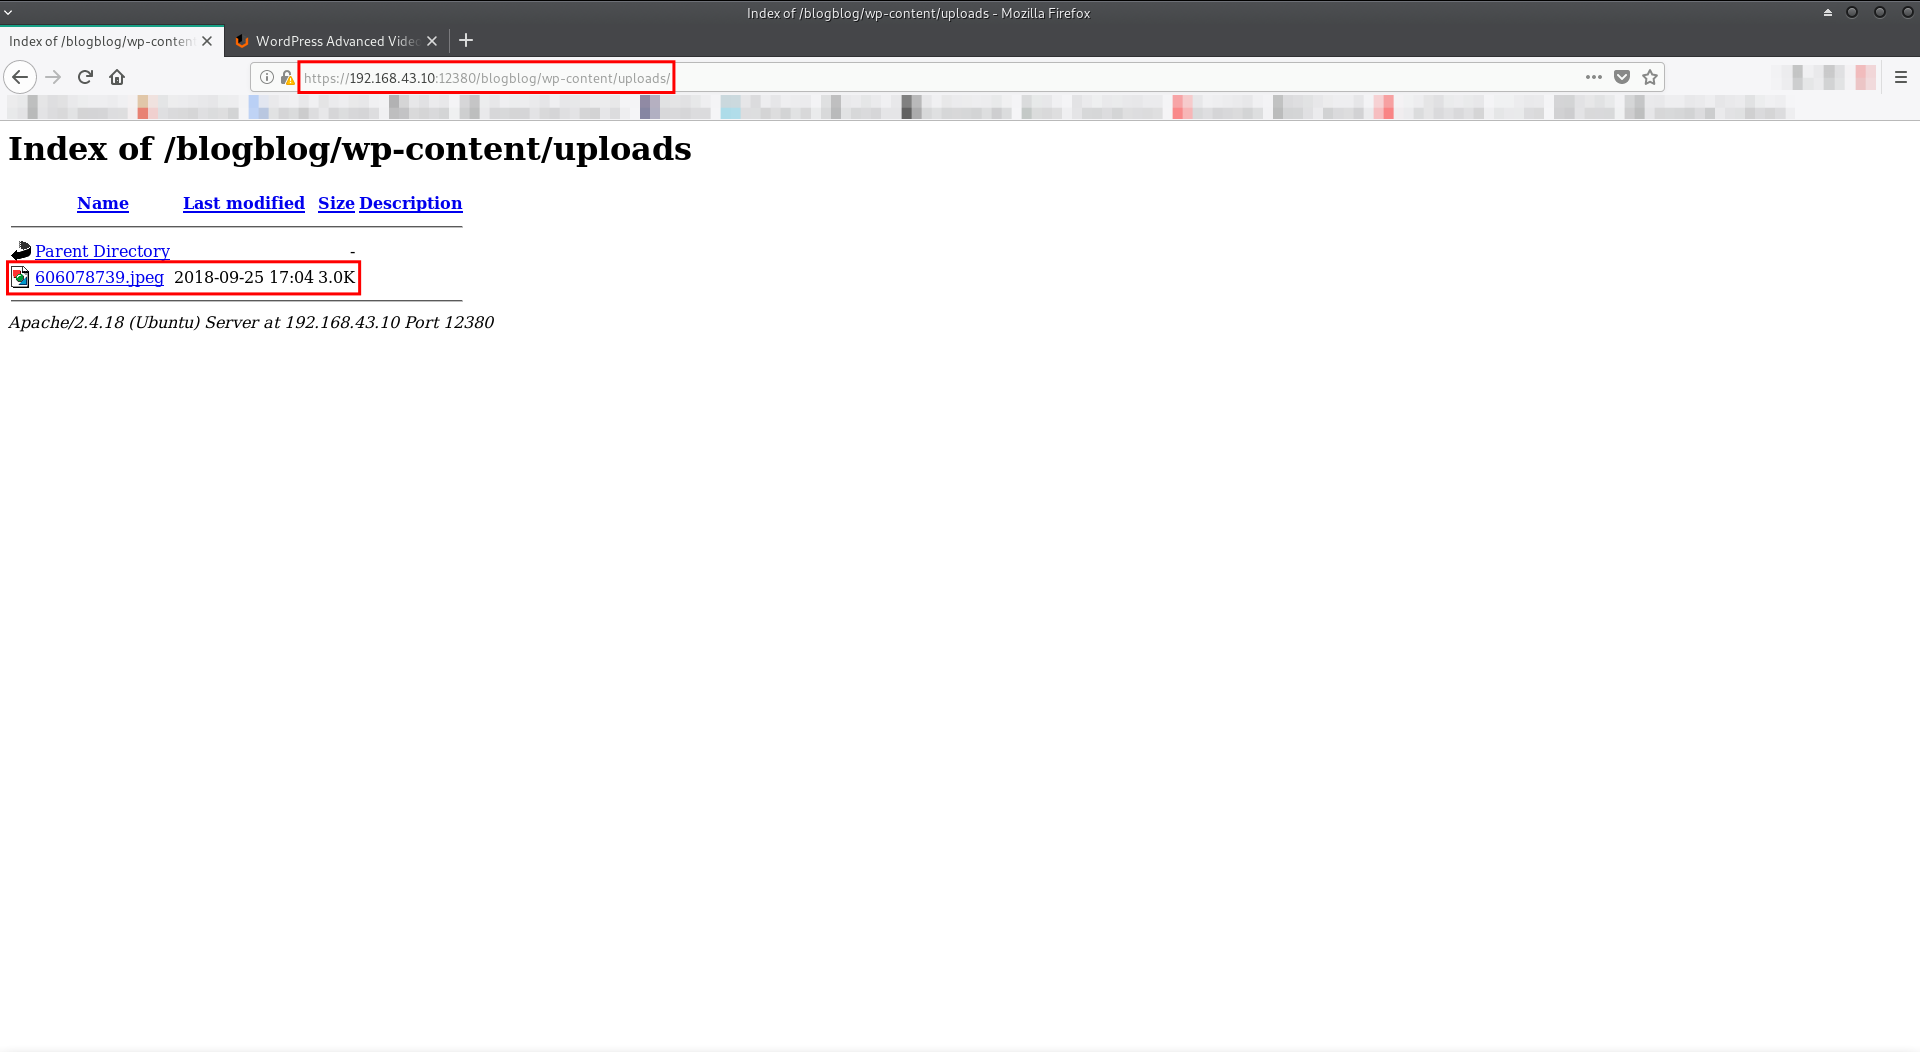 Index of /blogblog/wp-content/uploads - Mozilla Firefox
Index of /blogblog/wp-conten
WordPress Advanced Vide
https://192.168.43.10:12380/blogblog/wp-content/uploads/
Index of /blogblog/wp-content/uploads
Name Last modified Size Description
Parent Directory -
606078739.jpeg 2018-09-25 17:04 3.0K
Apache/2.4.18 (Ubuntu) Server at 192.168.43.10 Port 12380